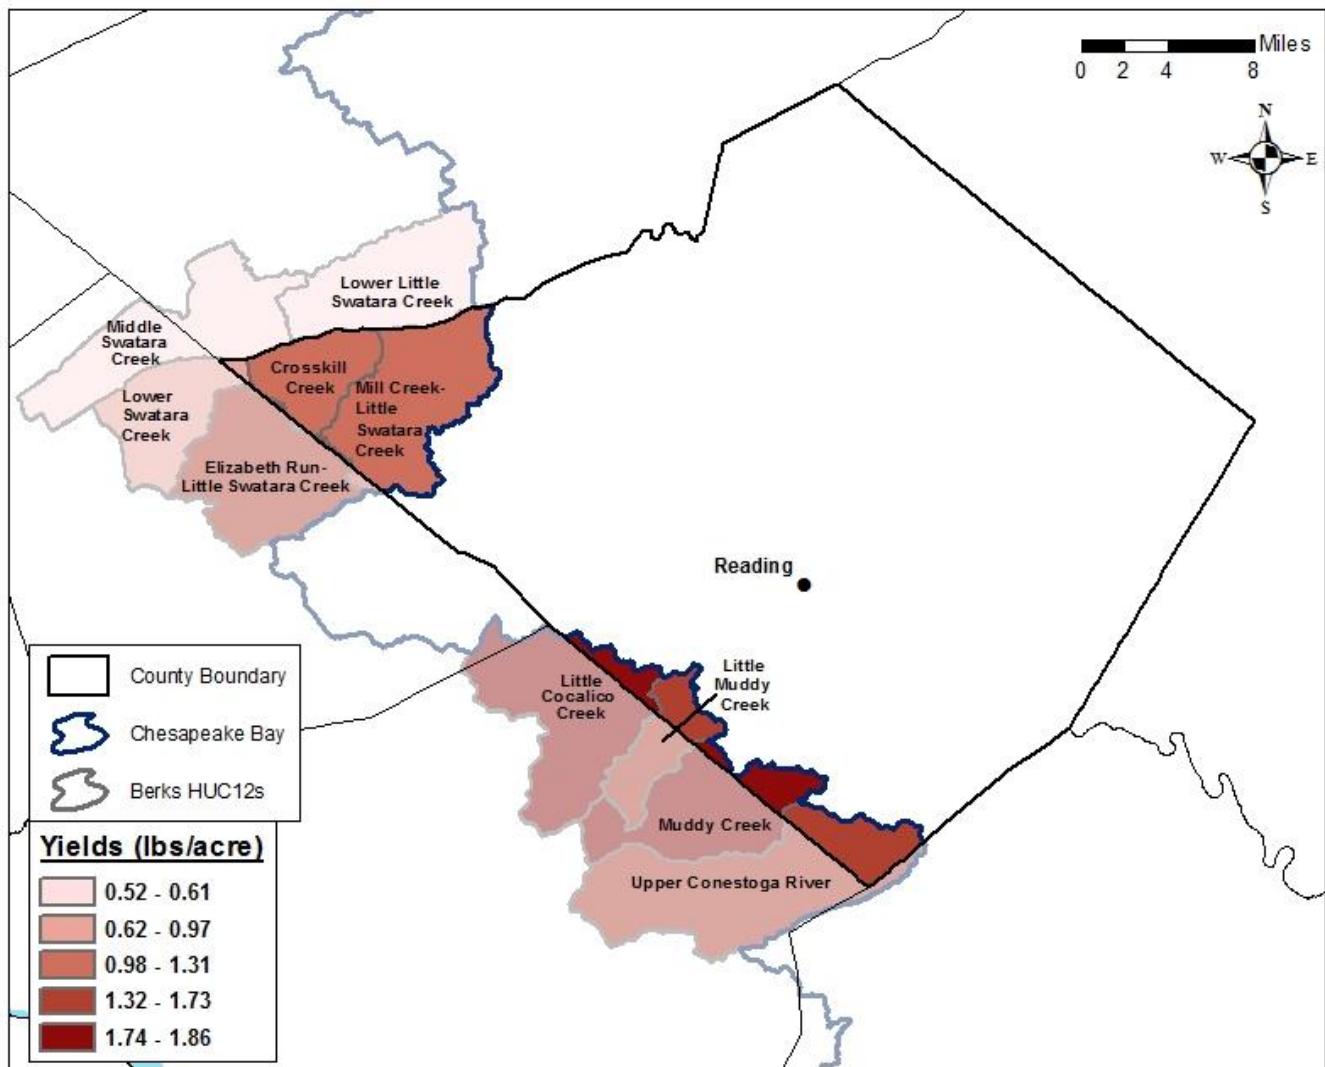 Miles
0 2 4 8
N
W E
S
Lower Little
Swatara Creek
Middle
Swatara
Creek
Crosskill
Creek
Mill Creek-
Little
Swatara
Creek
Lower
Swatara
Creek
Elizabeth Run-
Little Swatara Creek
Reading
Little
Muddy
Creek
Little
Cocalico
Creek
Muddy Creek
Upper Conestoga River
County Boundary
Chesapeake Bay
Berks HUC12s
Yields (lbs/acre)
0.52 - 0.61
0.62 - 0.97
0.98 - 1.31
1.32 - 1.73
1.74 - 1.86